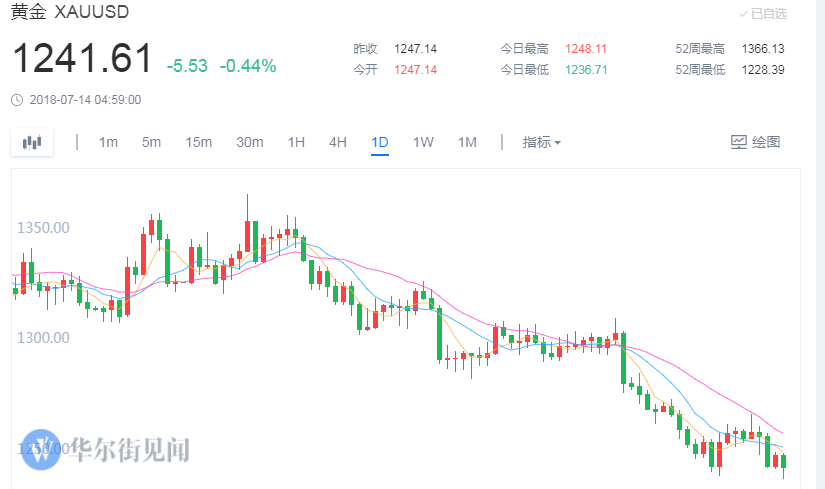 黄金 XAUUSD
已自选
1241.61 -5.53 -0.44%
昨收 1247.14 今日最高 1248.11 52周最高 1366.13
今开 1247.14 今日最低 1236.71 52周最低 1228.39
2018-07-14 04:59:00
1m 5m 15m 30m 1H 4H 1D 1W 1M 指标 绘图
1350.00
1300.00
1250.00
华尔街见闻